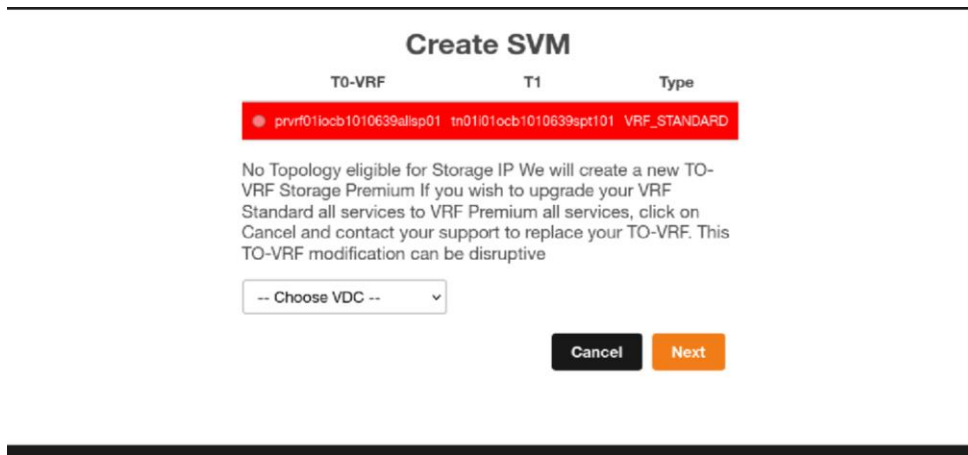 Create SVM
T0-VRF T1 Type
prvrf01iocb1010639allsp01 tn01i01ocb1010639spt101 VRF_STANDARD
No Topology eligible for Storage IP We will create a new TO-
VRF Storage Premium If you wish to upgrade your VRF
Standard all services to VRF Premium all services, click on
Cancel and contact your support to replace your TO-VRF. This
TO-VRF modification can be disruptive
-- Choose VDC --
Cancel Next